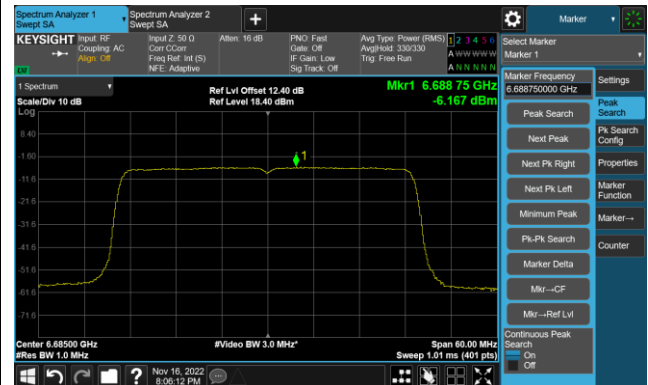 Spectrum Analyzer 1
Swept SA
Spectrum Analyzer 2
Swept SA
+
Marker
KEYSIGHT
Input: RF
Coupling: AC
Align: Off
LXI
Input Z: 50 Ω
Corr CCorr
Freq Ref: Int (S)
NFE: Adaptive
Atten: 16 dB
PNO: Fast
Gate: Off
IF Gain: Low
Sig Track: Off
Avg Type: Power (RMS)
Avg|Hold: 330/330
Trig: Free Run
1 2 3 4 5 6
A W W W W W
A N N N N N
Select Marker
Marker 1
1 Spectrum
Scale/Div 10 dB
Log
Ref Lvl Offset 12.40 dB
Ref Level 18.40 dBm
Mkr1 6.688 75 GHz
-6.167 dBm
8.40
-1.60
-11.6
-21.6
-31.6
-41.6
-51.6
-61.6
-71.6
1
Center 6.68500 GHz
#Res BW 1.0 MHz
#Video BW 3.0 MHz*
Span 60.00 MHz
Sweep 1.01 ms (401 pts)
Marker Frequency
6.688750000 GHz
Peak Search
Next Peak
Next Pk Right
Next Pk Left
Minimum Peak
Pk-Pk Search
Marker Delta
Mkr→CF
Mkr→Ref Lvl
Continuous Peak
Search
On
Off
Settings
Peak
Search
Pk Search
Config
Properties
Marker
Function
Marker→
Counter
?
Nov 16, 2022
8:06:12 PM